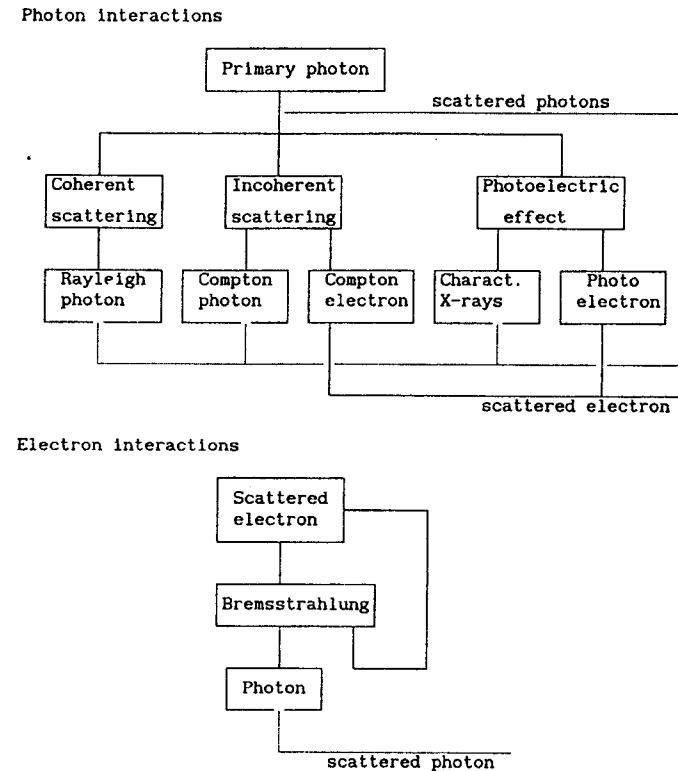 Photon interactions
Primary photon
scattered photons
Coherent
scattering
Incoherent
scattering
Photoelectric
effect
Rayleigh
photon
Compton
photon
Compton
electron
Charact.
X-rays
Photo
electron
scattered electron
Electron interactions
Scattered
electron
Bremsstrahlung
Photon
scattered photon